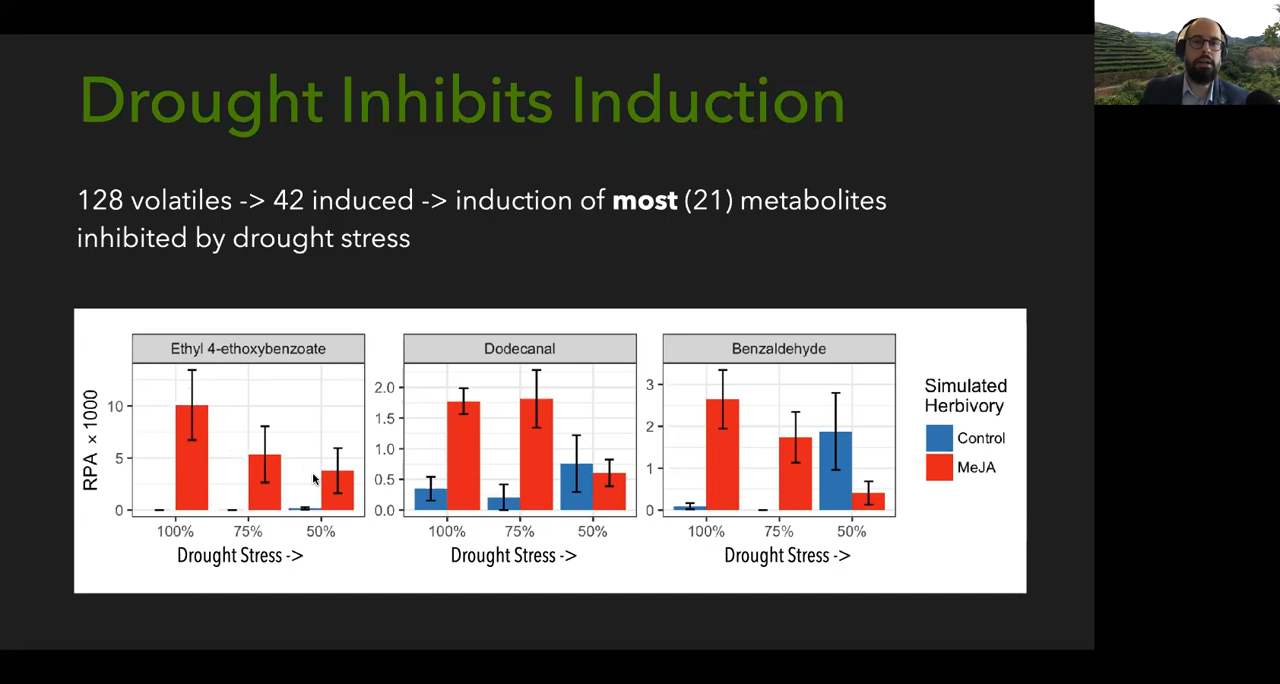 Drought Inhibits Induction
128 volatiles -> 42 induced -> induction of most (21) metabolites
inhibited by drought stress
Ethyl 4-ethoxybenzoate
Dodecanal
Benzaldehyde
RPA x 1000
10
5
0
2.0
1.5
1.0
0.5
0.0
3
2
1
0
100%
75%
50%
100%
75%
50%
100%
75%
50%
Drought Stress ->
Drought Stress ->
Drought Stress ->
Simulated
Herbivory
Control
MeJA